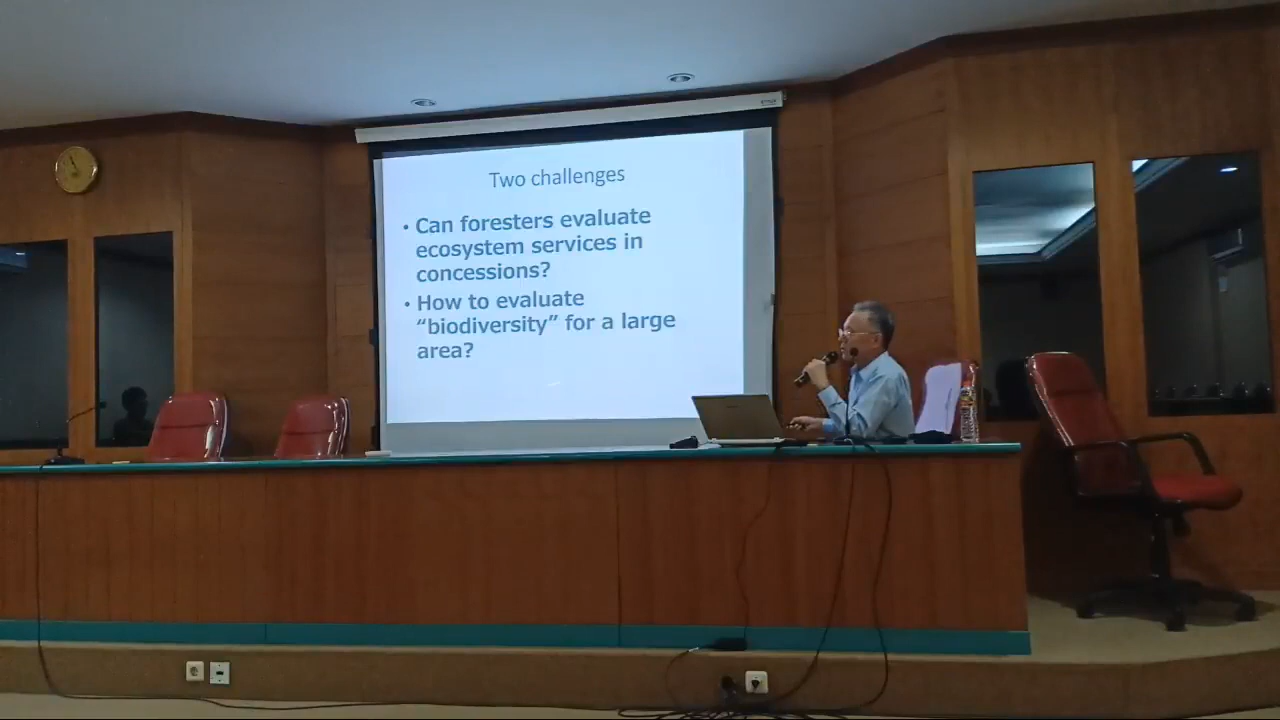 Two challenges
• Can foresters evaluate
ecosystem services in
concessions?
• How to evaluate
“biodiversity” for a large
area?